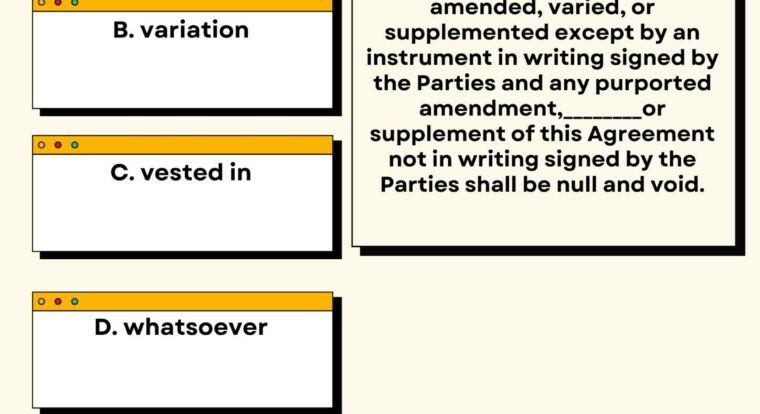 B. variation
C. vested in
D. whatsoever
amended, varied, or
supplemented except by an
instrument in writing signed by
the Parties and any purported
amendment,________or
supplement of this Agreement
not in writing signed by the
Parties shall be null and void.